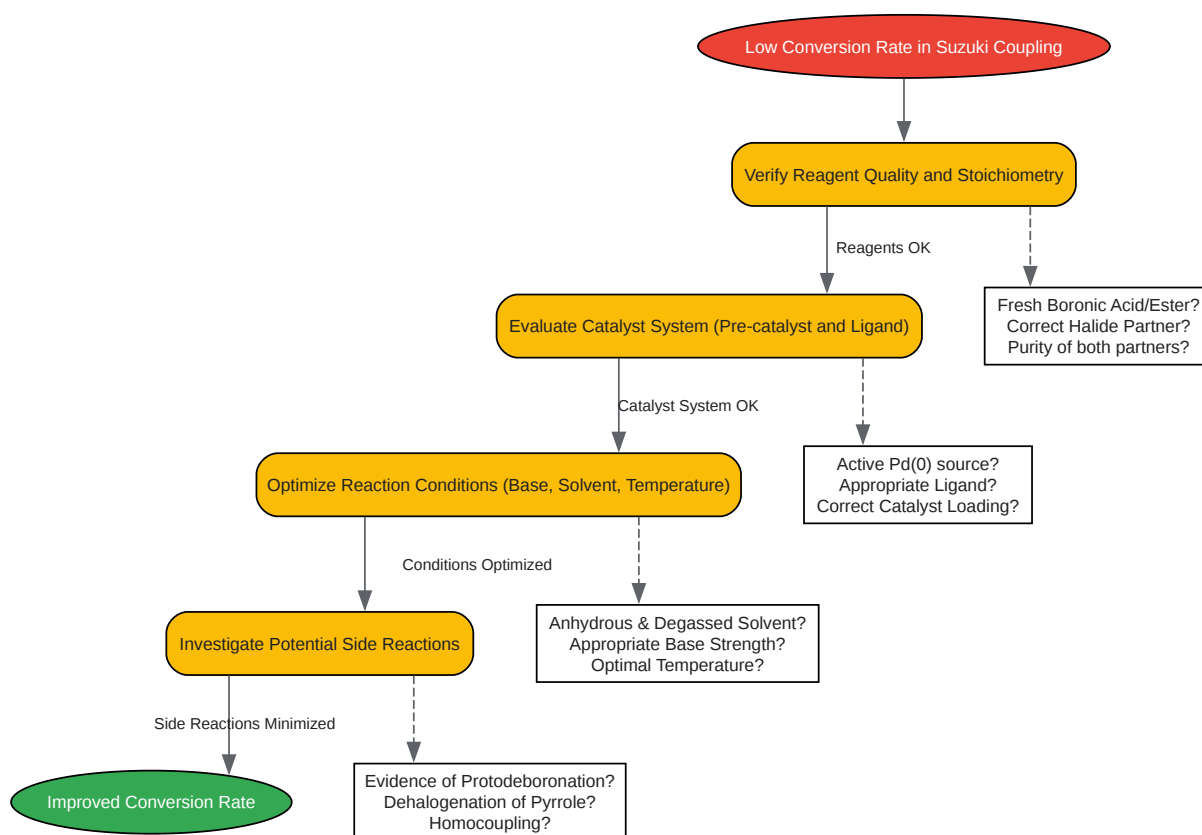 Low Conversion Rate in Suzuki Coupling
Verify Reagent Quality and Stoichiometry
Reagents OK
Fresh Boronic Acid/Ester?
Correct Halide Partner?
Purity of both partners?
Evaluate Catalyst System (Pre-catalyst and Ligand)
Catalyst System OK
Active Pd(0) source?
Appropriate Ligand?
Correct Catalyst Loading?
Optimize Reaction Conditions (Base, Solvent, Temperature)
Conditions Optimized
Anhydrous & Degassed Solvent?
Appropriate Base Strength?
Optimal Temperature?
Investigate Potential Side Reactions
Side Reactions Minimized
Evidence of Protodeboronation?
Dehalogenation of Pyrrole?
Homocoupling?
Improved Conversion Rate